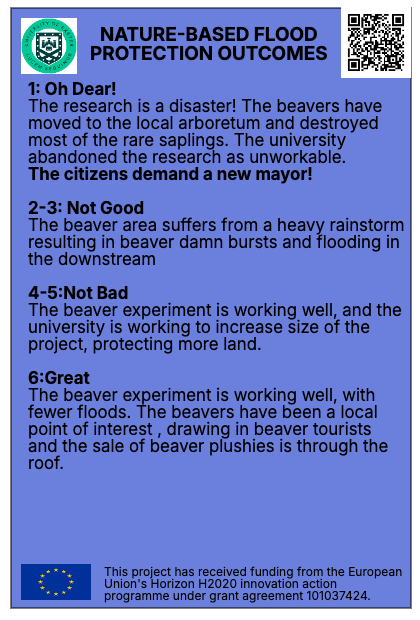 NATURE-BASED FLOOD
PROTECTION OUTCOMES
1: Oh Dear!
The research is a disaster! The beavers have
moved to the local arboretum and destroyed
most of the rare saplings. The university
abandoned the research as unworkable.
The citizens demand a new mayor!
2-3: Not Good
The beaver area suffers from a heavy rainstorm
resulting in beaver damn bursts and flooding in
the downstream
4-5:Not Bad
The beaver experiment is working well, and the
university is working to increase size of the
project, protecting more land.
6:Great
The beaver experiment is working well, with
fewer floods. The beavers have been a local
point of interest , drawing in beaver tourists
and the sale of beaver plushies is through the
roof.
This project has received funding from the European
Union's Horizon H2020 innovation action
programme under grant agreement 101037424.